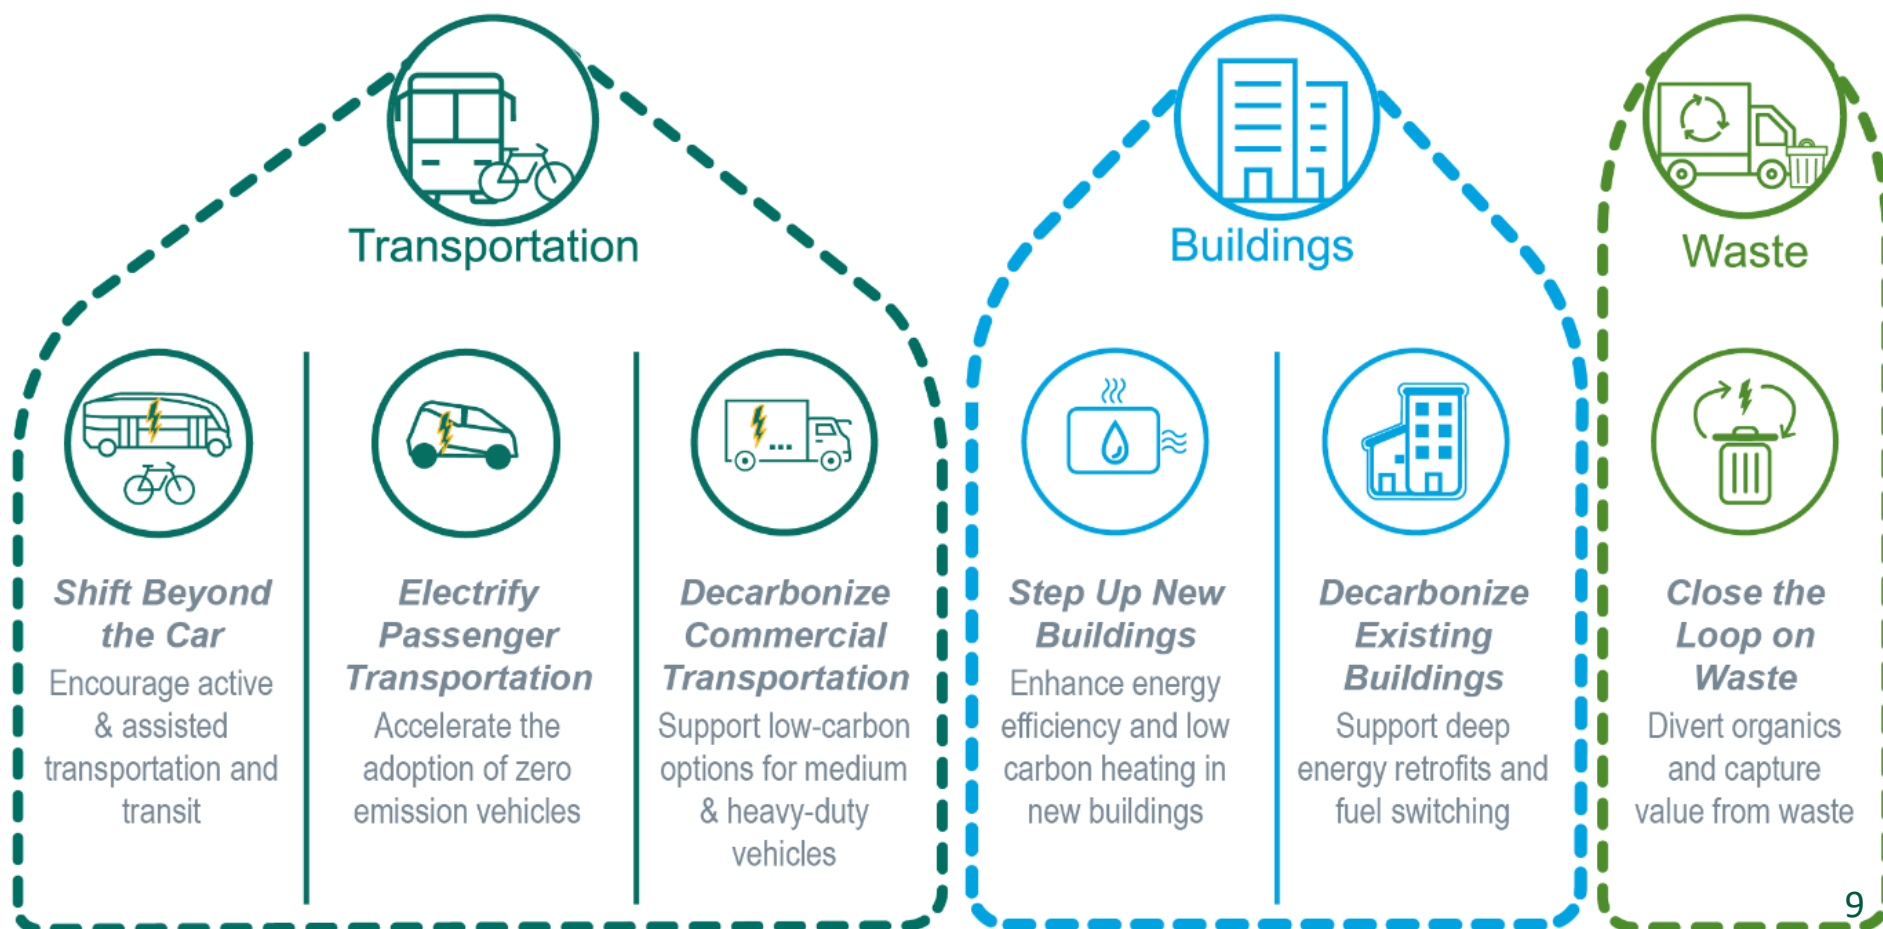 Transportation
Buildings
Waste
Shift Beyond
the Car
Encourage active
& assisted
transportation and
transit
Electrify
Passenger
Transportation
Accelerate the
adoption of zero
emission vehicles
Decarbonize
Commercial
Transportation
Support low-carbon
options for medium
& heavy-duty
vehicles
Step Up New
Buildings
Enhance energy
efficiency and low
carbon heating in
new buildings
Decarbonize
Existing
Buildings
Support deep
energy retrofits and
fuel switching
Close the
Loop on
Waste
Divert organics
and capture
value from waste
9